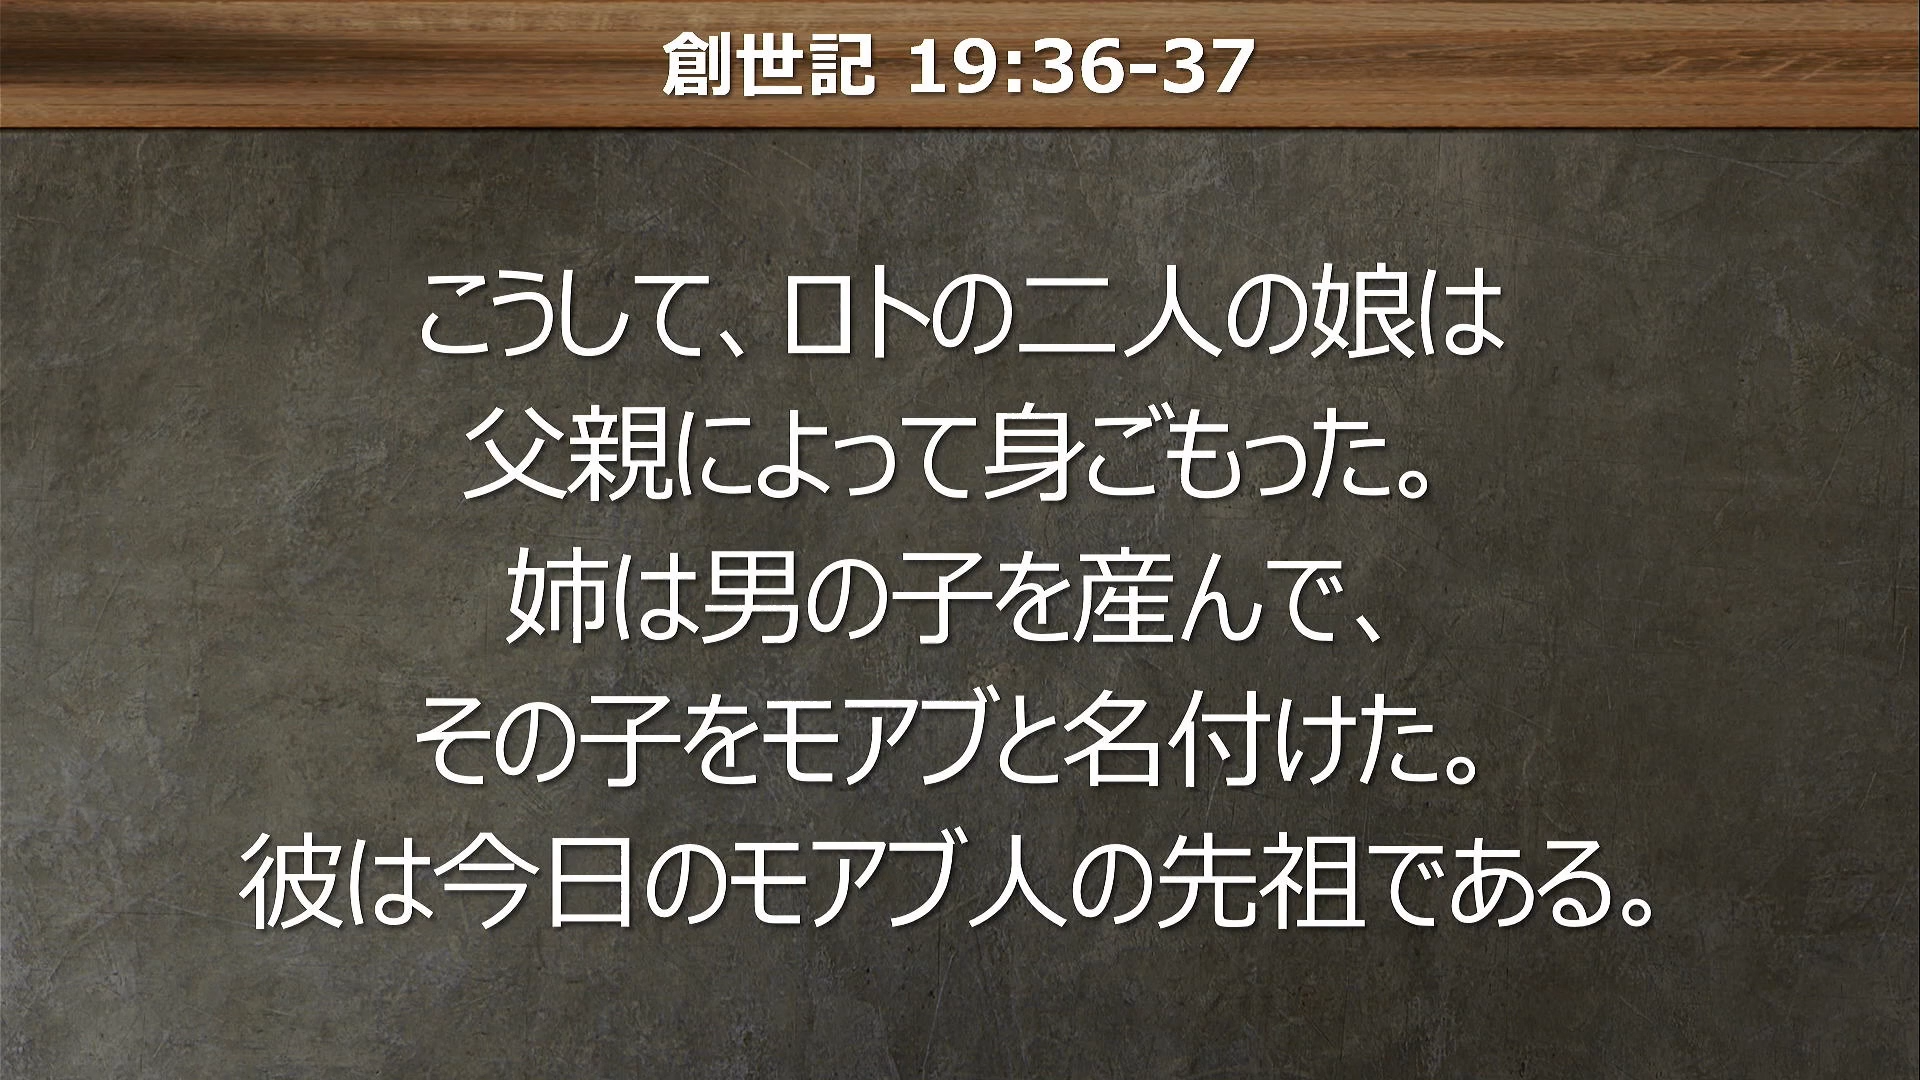 創世記 19:36-37
こうして、ロトの二人の娘は
父親によって身ごもった。
姉は男の子を産んで、
その子をモアブと名付けた。
彼は今日のモアブ人の先祖である。